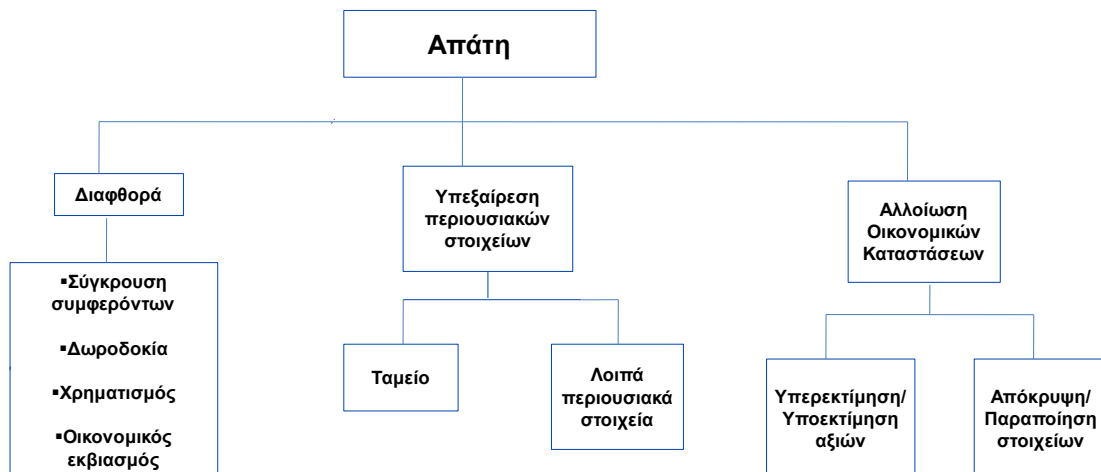 Απάτη
Διαφθορά
▪Σύγκρουση
συμφερόντων
▪Δωροδοκία
▪Χρηματισμός
▪Οικονομικός
εκβιασμός
Υπεξαίρεση
περιουσιακών
στοιχείων
Ταμείο
Λοιπά
περιουσιακά
στοιχεία
Αλλοίωση
Οικονομικών
Καταστάσεων
Υπερεκτίμηση/
Υποεκτίμηση
αξιών
Απόκρυψη/
Παραποίηση
στοιχείων